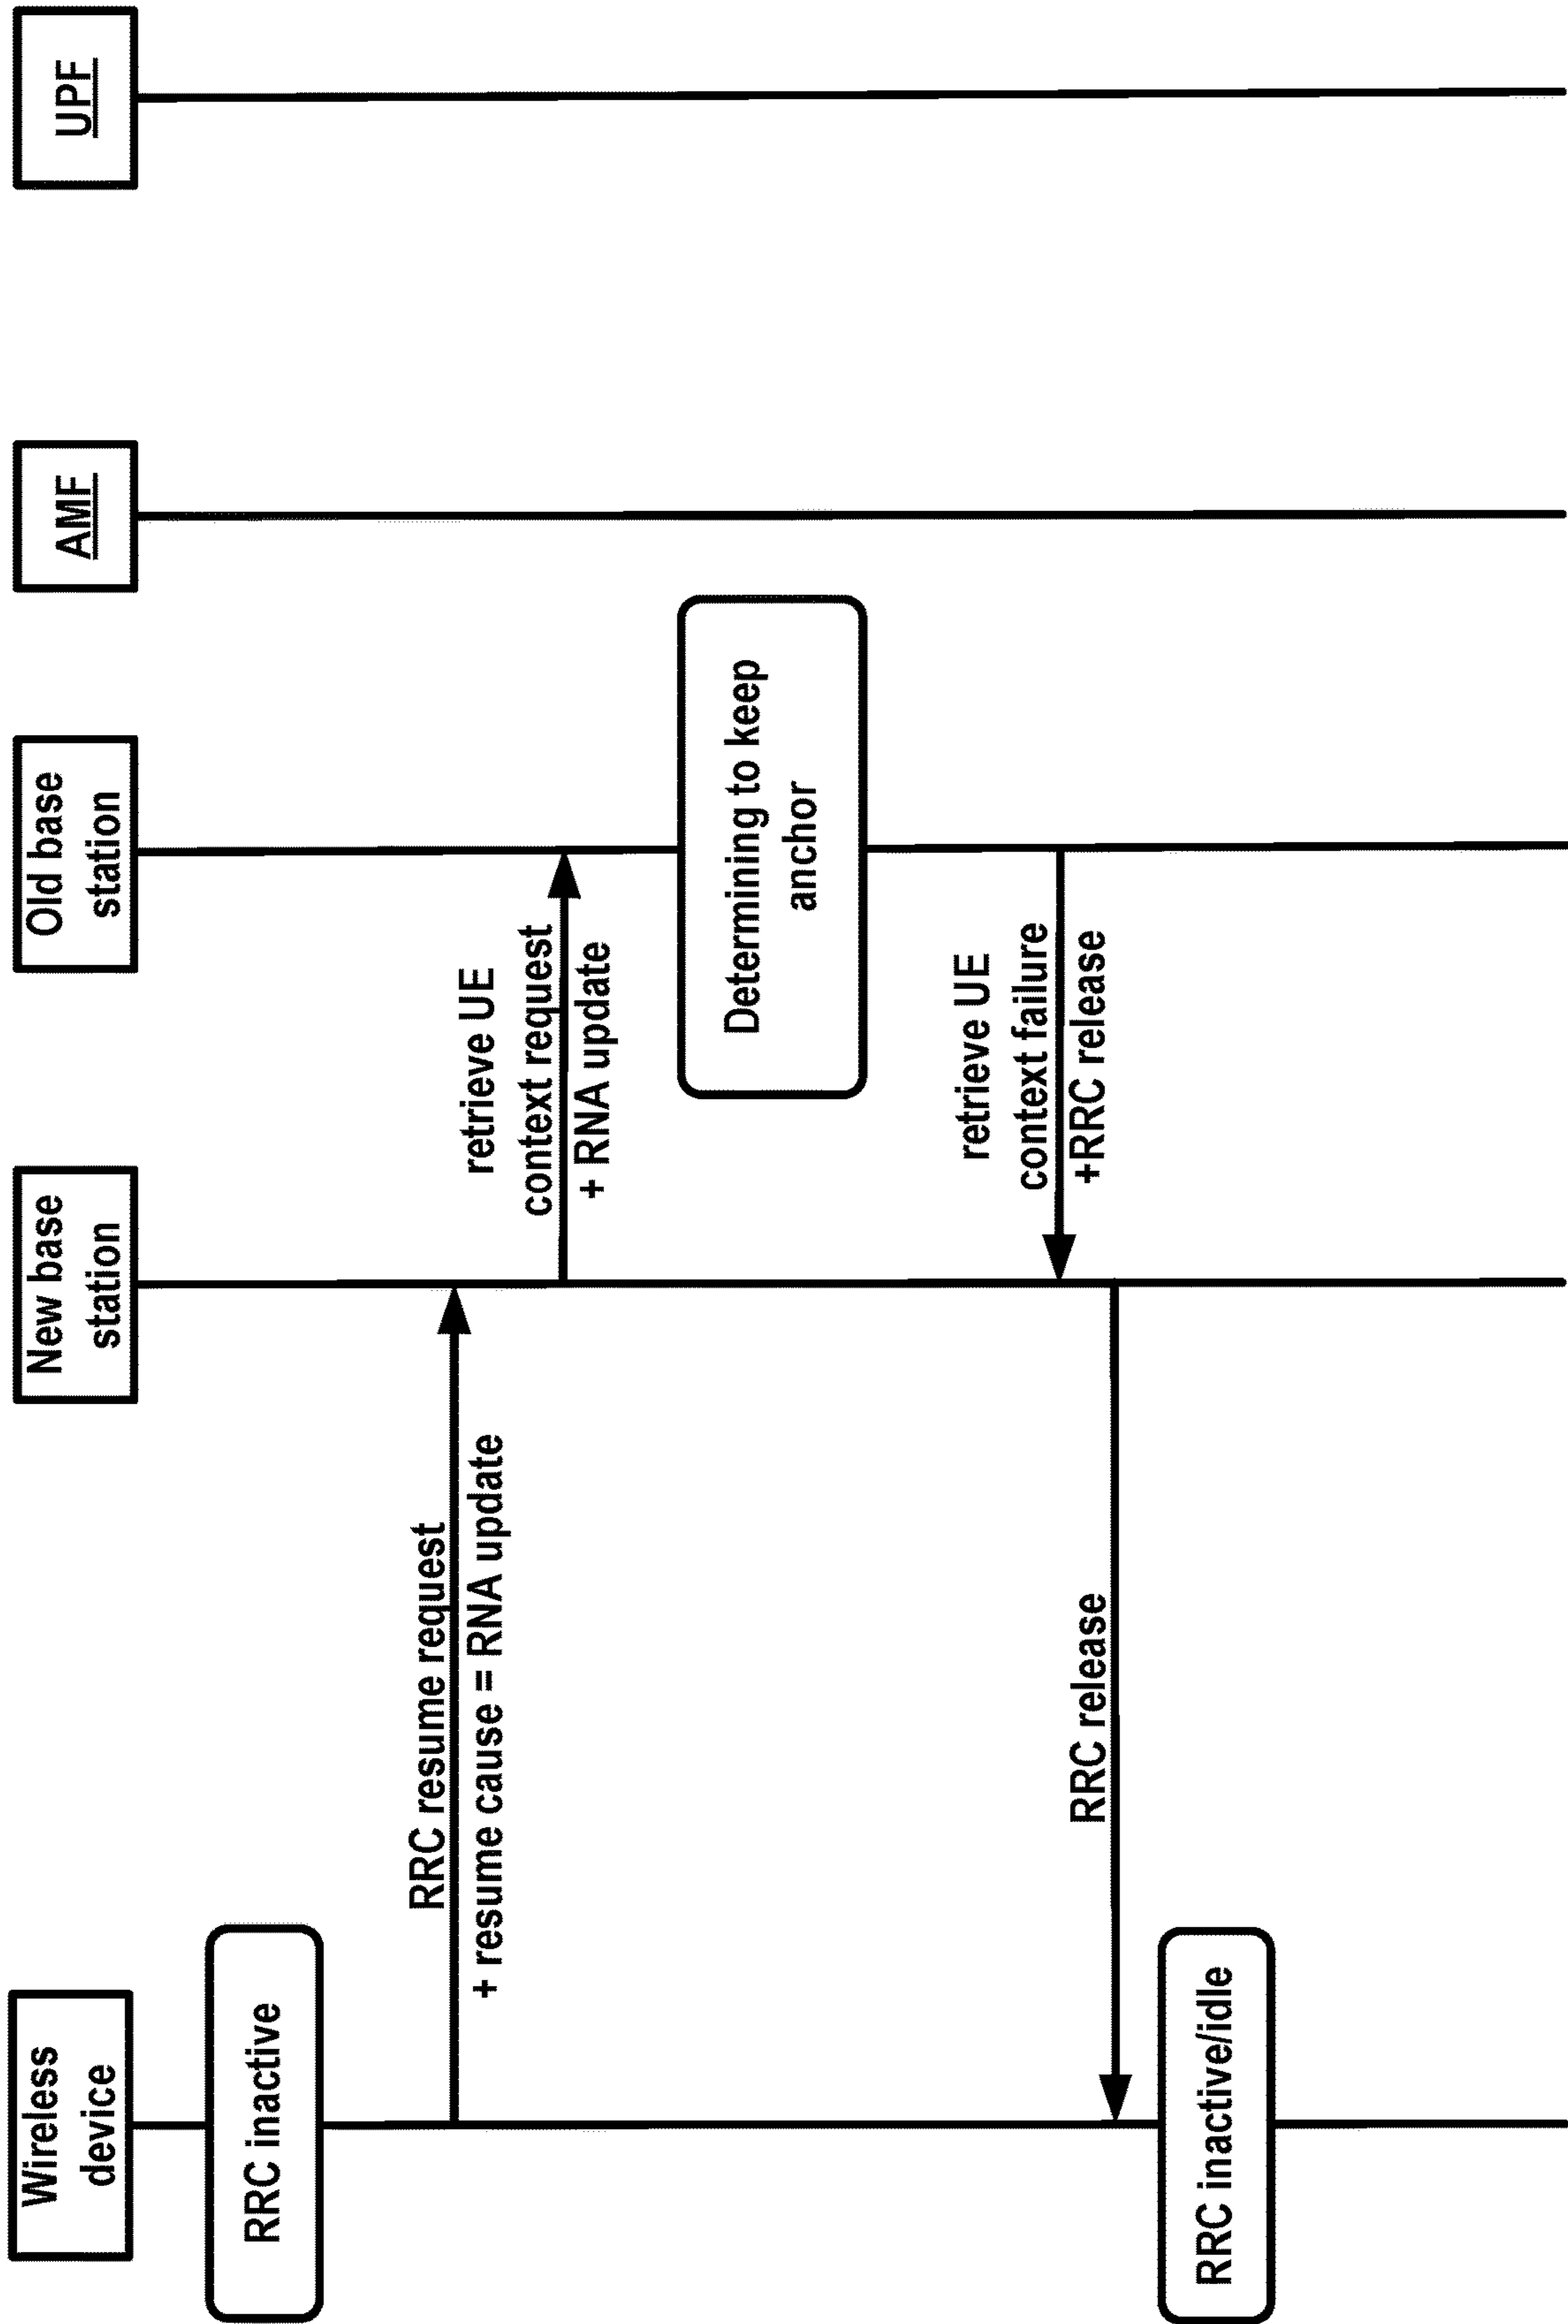 Wireless
device
New base
station
Old base
station
AMF
UPF
RRC inactive
RRC resume request
+ resume cause = RNA update
retrieve UE
context request
+ RNA update
Determining to keep
anchor
retrieve UE
context failure
+RRC release
RRC release
RRC inactive/idle